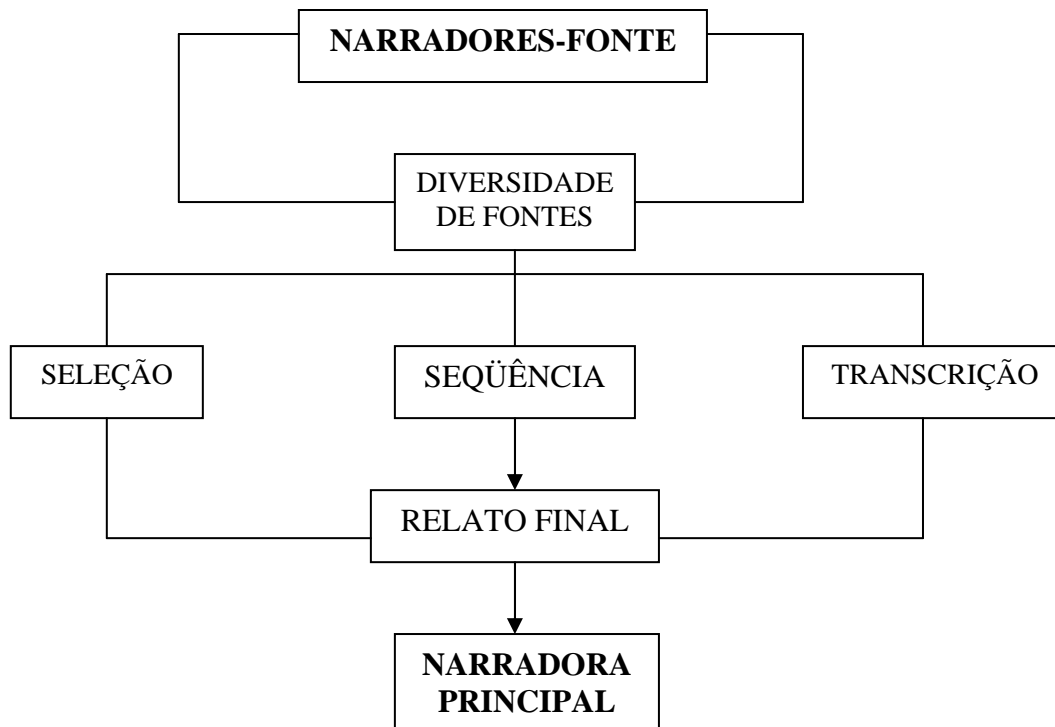 NARRADORES-FONTE
DIVERSIDADE
DE FONTES
SELEÇÃO
SEQÜÊNCIA
TRANSCRIÇÃO
RELATO FINAL
NARRADORA
PRINCIPAL